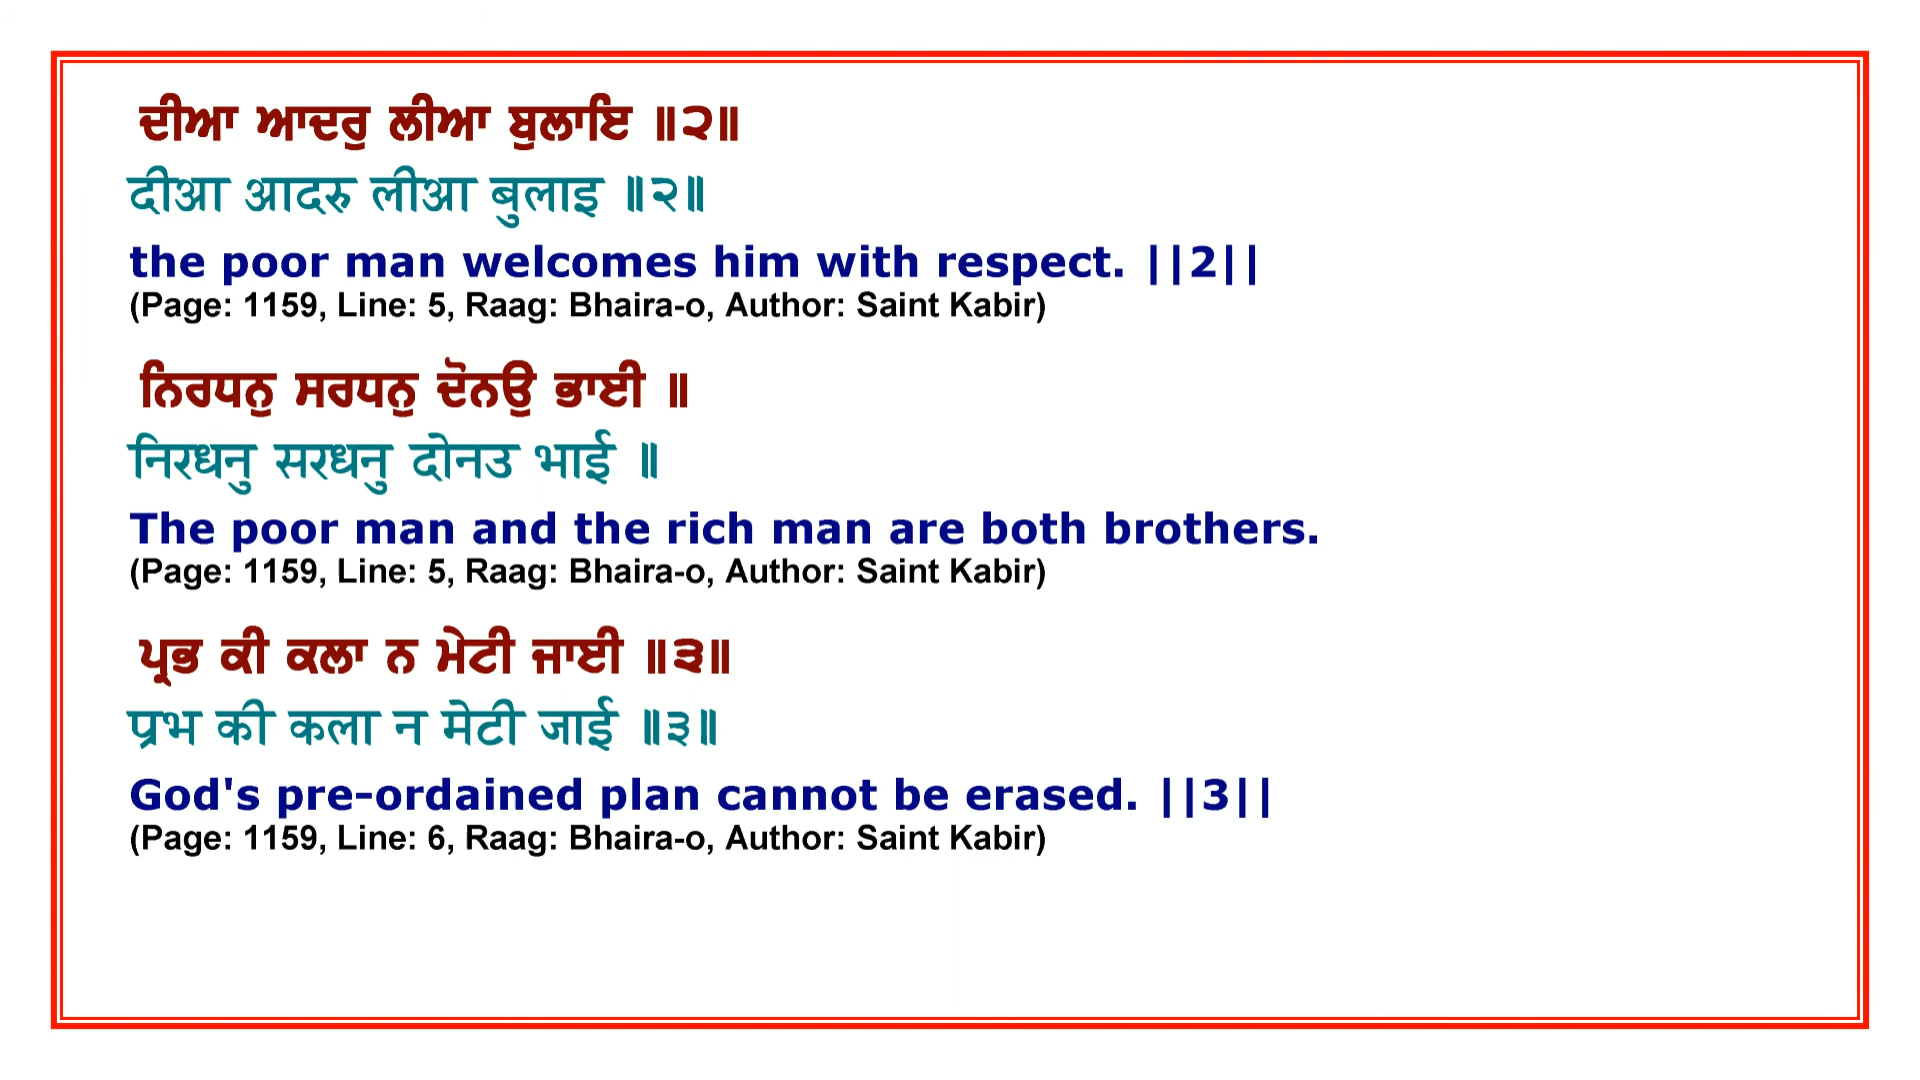 ਦੀਆ ਆਦਰੁ ਲੀਆ ਬੁਲਾਇ ॥੨॥
दीआ आदरु लीआ बुलाइ ॥२॥
the poor man welcomes him with respect. ||2||
(Page: 1159, Line: 5, Raag: Bhaira-o, Author: Saint Kabir)
ਨਿਰਧਨੁ ਸਰਧਨੁ ਦੋਨਉ ਭਾਈ ॥
निरधनु सरधनु दोनउ भाई ॥
The poor man and the rich man are both brothers.
(Page: 1159, Line: 5, Raag: Bhaira-o, Author: Saint Kabir)
ਪ੍ਰਭ ਕੀ ਕਲਾ ਨ ਮੇਟੀ ਜਾਈ ॥੩॥
प्रभ की कला न मेटी जाई ॥३॥
God's pre-ordained plan cannot be erased. ||3||
(Page: 1159, Line: 6, Raag: Bhaira-o, Author: Saint Kabir)